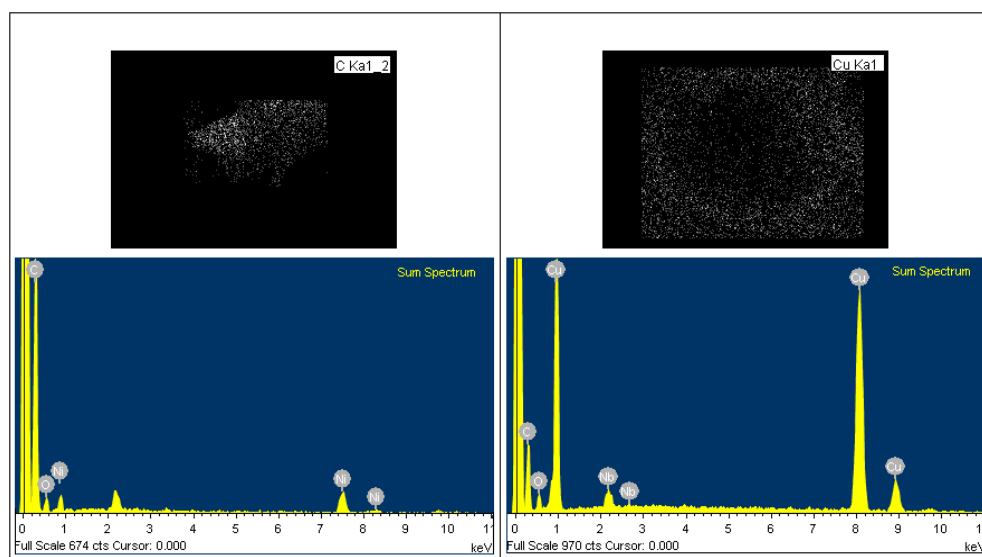 C Ka1_2
Cu Ka1
C
Sum Spectrum
O
Ni
Ni
Ni
0 1 2 3 4 5 6 7 8 9 10 11
Full Scale 674 cts Cursor: 0.000
keV
Cu
Sum Spectrum
Cu
C
O
Nb
Nb
Cu
0 1 2 3 4 5 6 7 8 9 10 11
Full Scale 970 cts Cursor: 0.000
keV